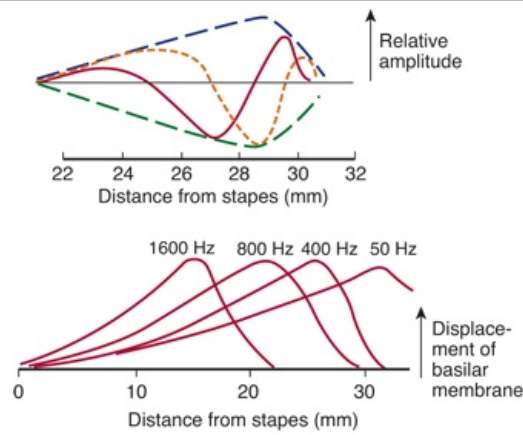 Relative
amplitude
22 24 26 28 30 32
Distance from stapes (mm)
1600 Hz 800 Hz 400 Hz 50 Hz
Displace-
ment of
basilar
membrane
0 10 20 30
Distance from stapes (mm)